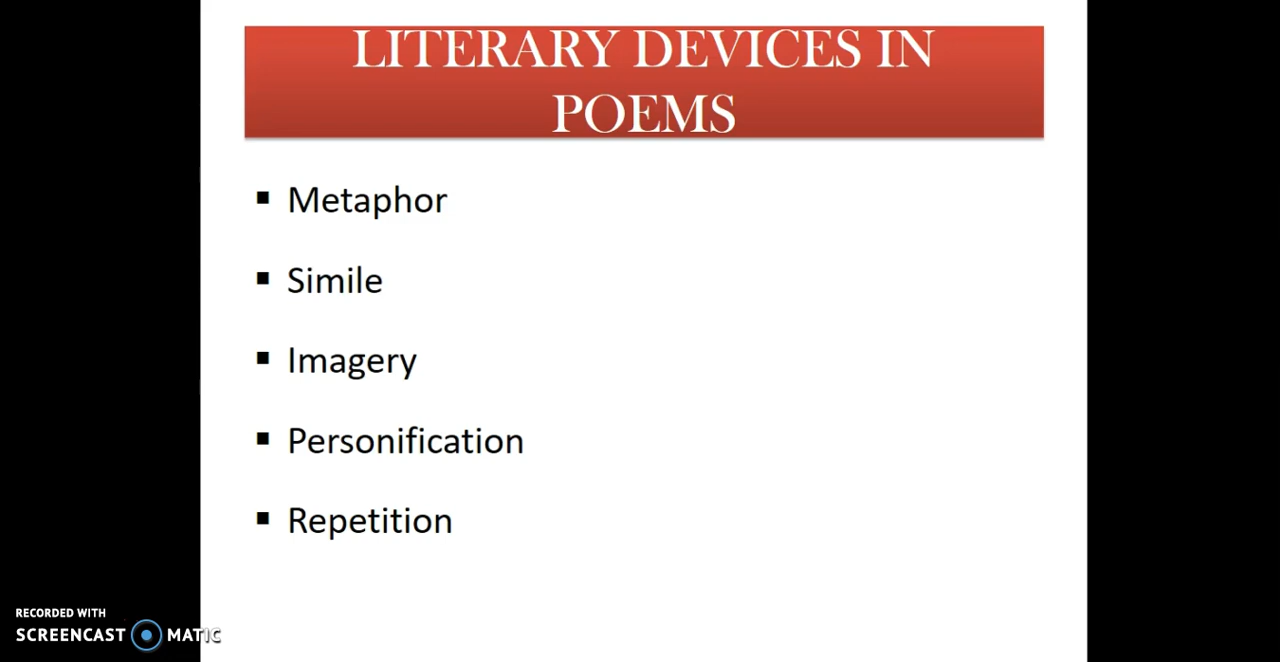 LITERARY DEVICES IN
POEMS
▪ Metaphor
▪ Simile
▪ Imagery
▪ Personification
▪ Repetition
RECORDED WITH
SCREENCAST MATIC